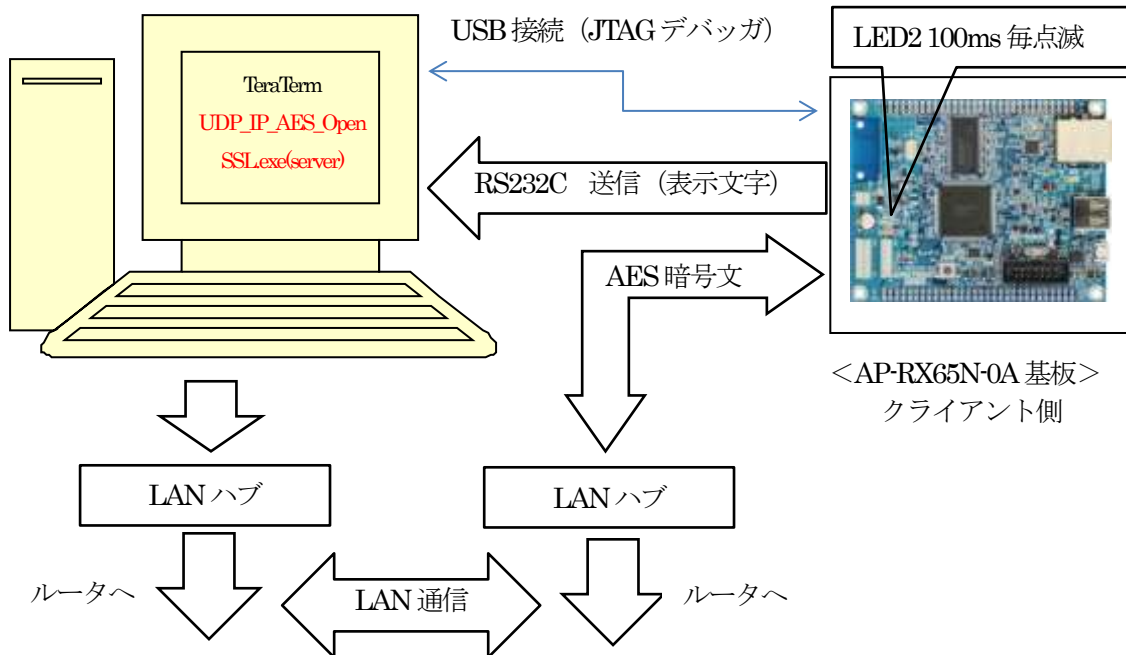 USB 接続（JTAG デバッガ）
LED2 100ms 毎点滅
TeraTerm
UDP_IP_AES_Open
SSL.exe(server)
RS232C　送信（表示文字）
AES 暗号文
＜AP-RX65N-0A 基板＞
クライアント側
LAN ハブ
LAN ハブ
ルータへ
LAN 通信
ルータへ